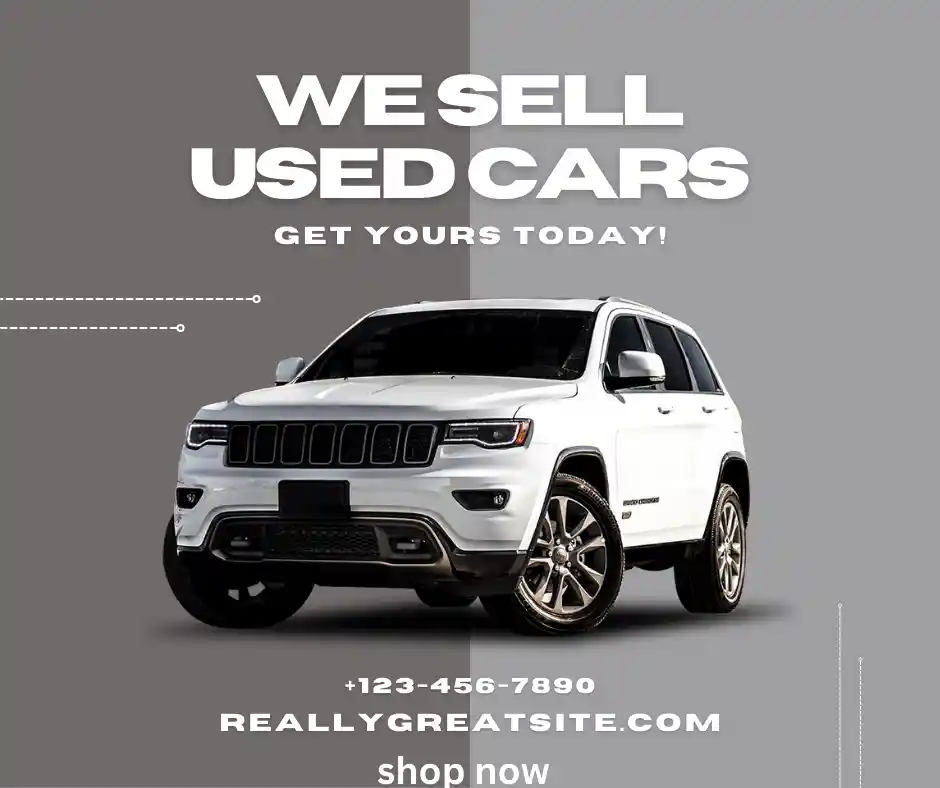 WE SELL
USED CARS
GET YOURS TODAY!
+123-456-7890
REALLYGREATSITE.COM
shop now